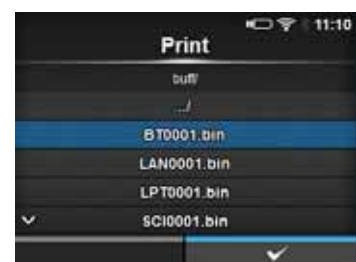 11:10
Print
buff/
.../
BT0001.bin
LAN0001.bin
LPT0001.bin
SCI0001.bin